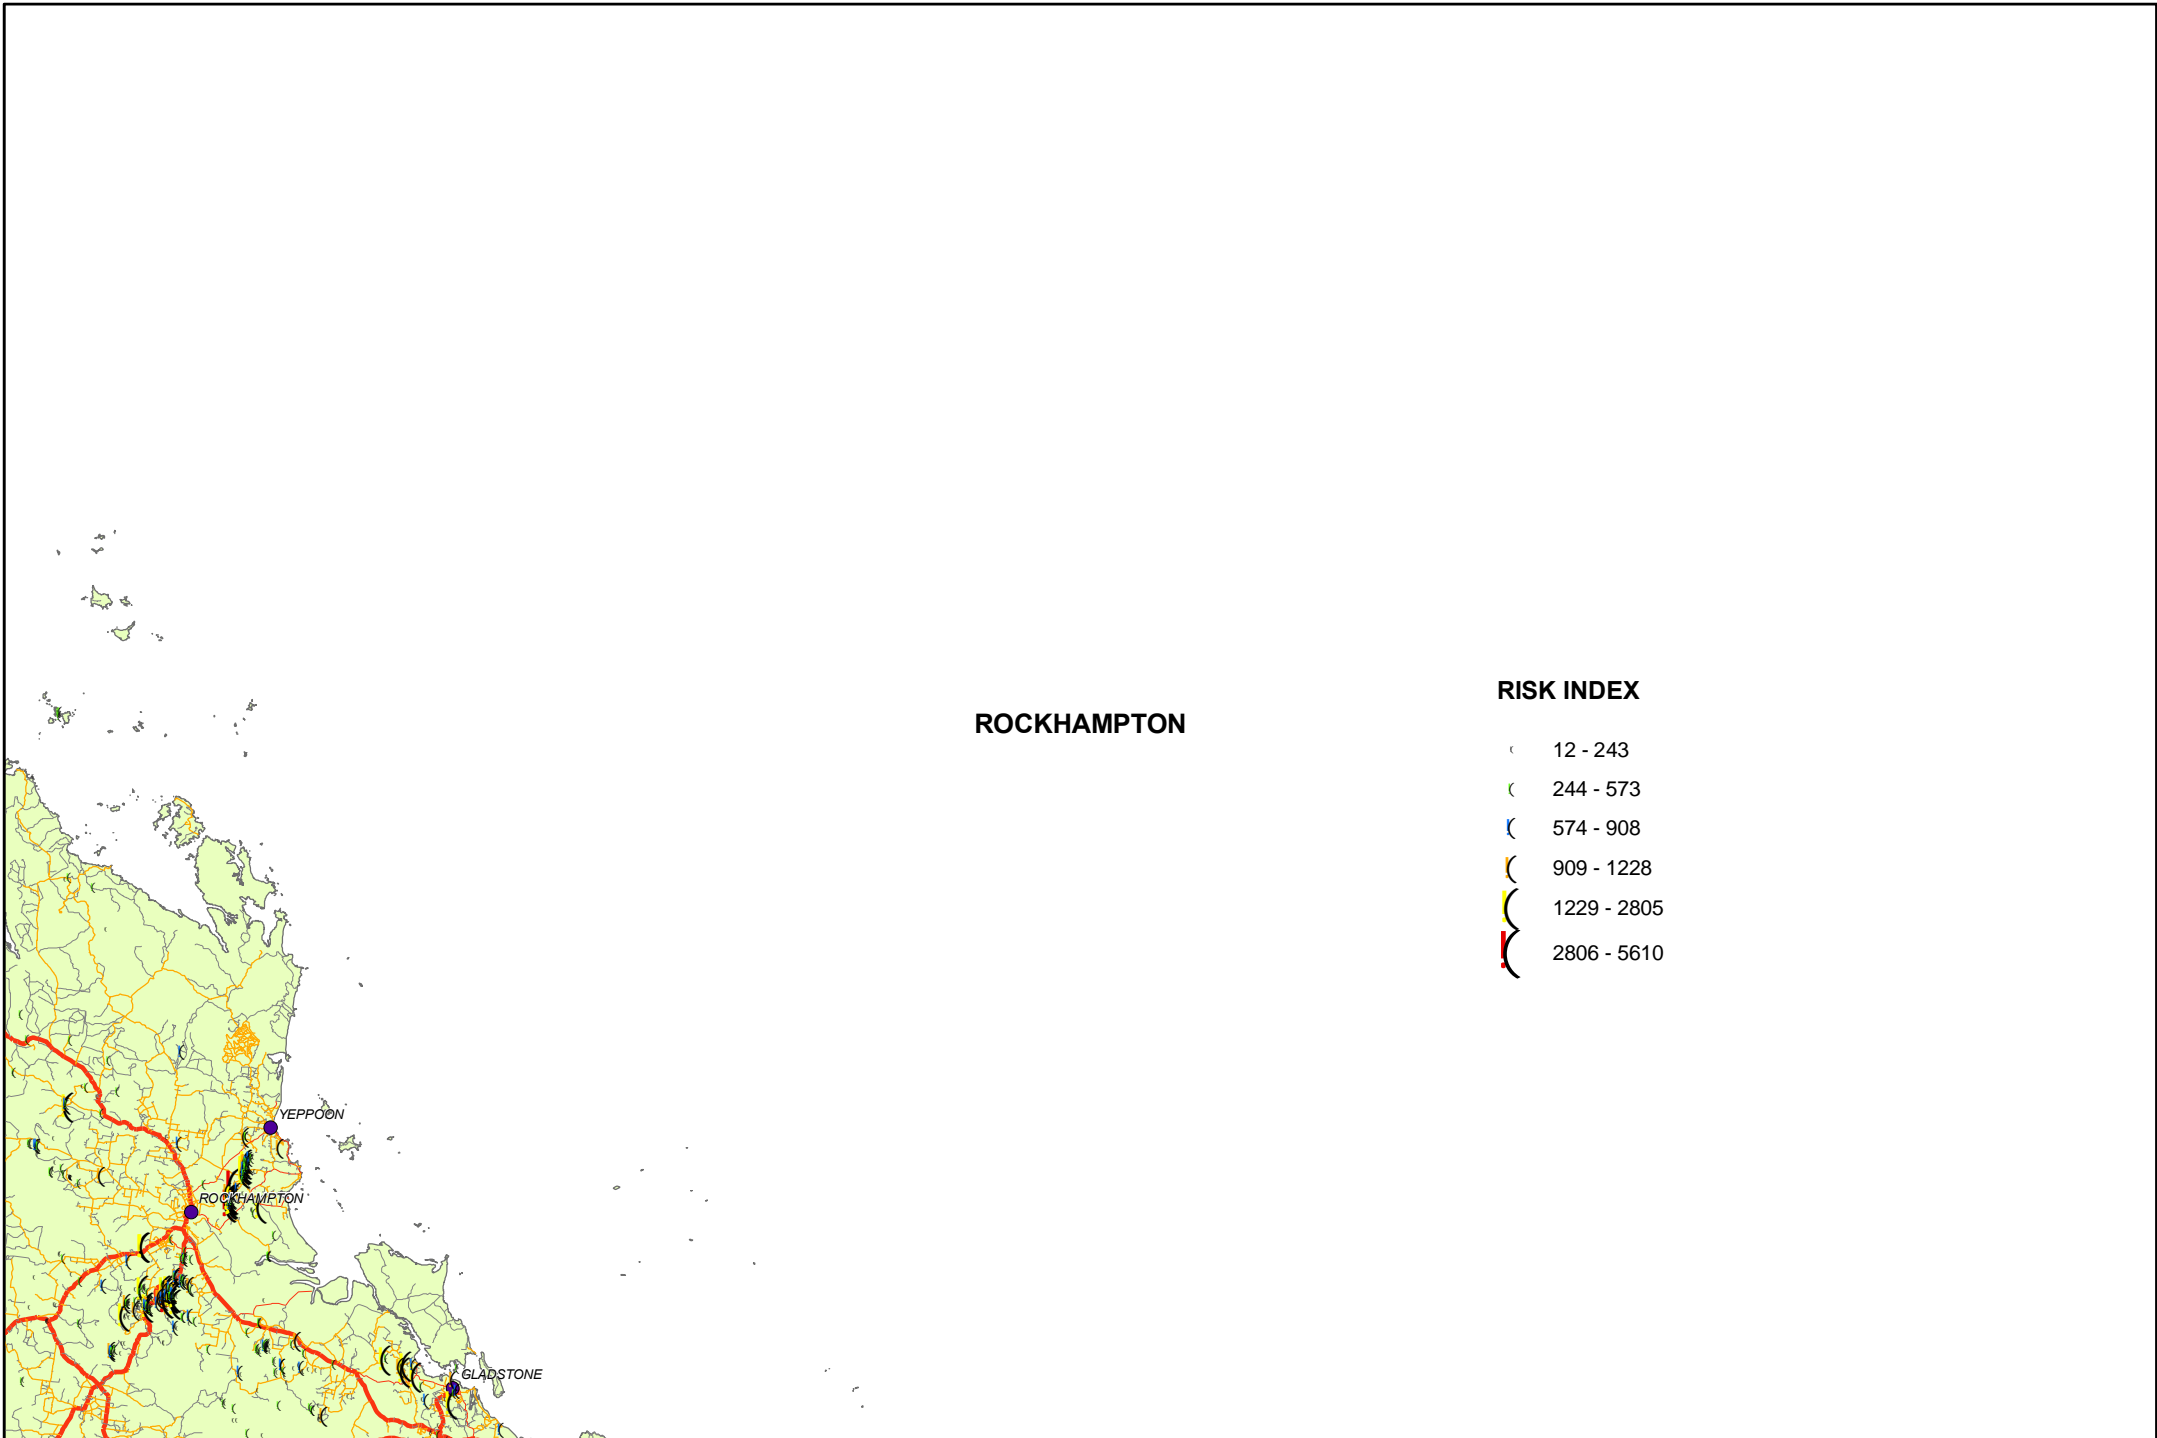 RISK INDEX
ROCKHAMPTON
12 - 243
244 - 573
574 - 908
909 - 1228
1229 - 2805
2806 - 5610
YEPPOON
ROCKHAMPTON
GLADSTONE